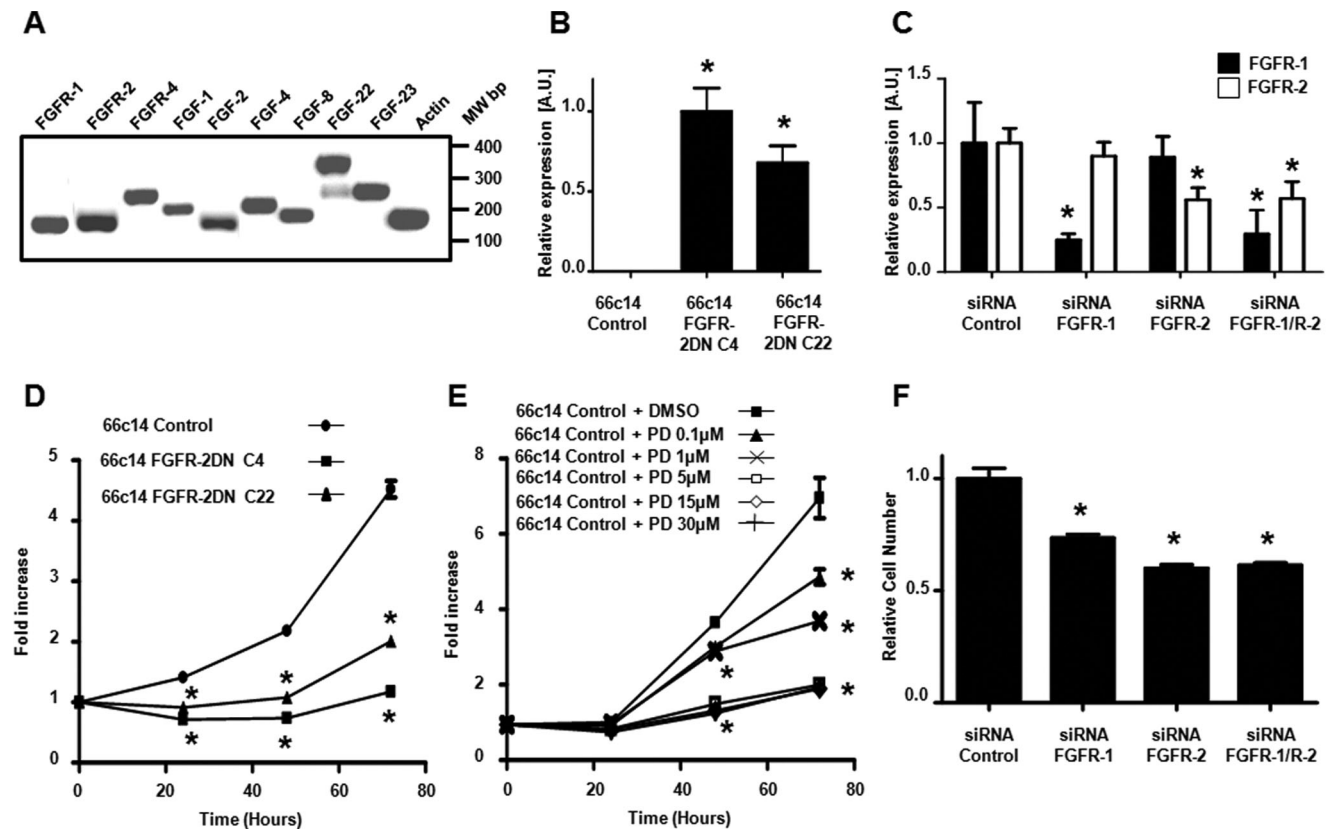 A
FGFR-1
FGFR-2
FGFR-4
FGF-1
FGF-2
FGF-4
FGF-8
FGF-22
FGF-23
Actin
MW bp
400
300
200
100
B
Relative expression [A.U.]
1.0
0.5
0.0
*
*
66c14
Control
66c14
FGFR-
2DN C4
66c14
FGFR-
2DN C22
C
FGFR-1
FGFR-2
Relative expression [A.U.]
1.5
1.0
0.5
0.0
*
*
*
*
siRNA
Control
siRNA
FGFR-1
siRNA
FGFR-2
siRNA
FGFR-1/R-2
D
66c14 Control
66c14 FGFR-2DN C4
66c14 FGFR-2DN C22
Fold increase
5
4
3
2
1
0
*
*
*
*
*
*
0
20
40
60
80
Time (Hours)
E
66c14 Control + DMSO
66c14 Control + PD 0.1µM
66c14 Control + PD 1µM
66c14 Control + PD 5µM
66c14 Control + PD 15µM
66c14 Control + PD 30µM
Fold increase
8
6
4
2
0
*
*
*
*
*
0
20
40
60
80
Time (Hours)
F
Relative Cell Number
1.0
0.5
0.0
*
*
*
siRNA
Control
siRNA
FGFR-1
siRNA
FGFR-2
siRNA
FGFR-1/R-2